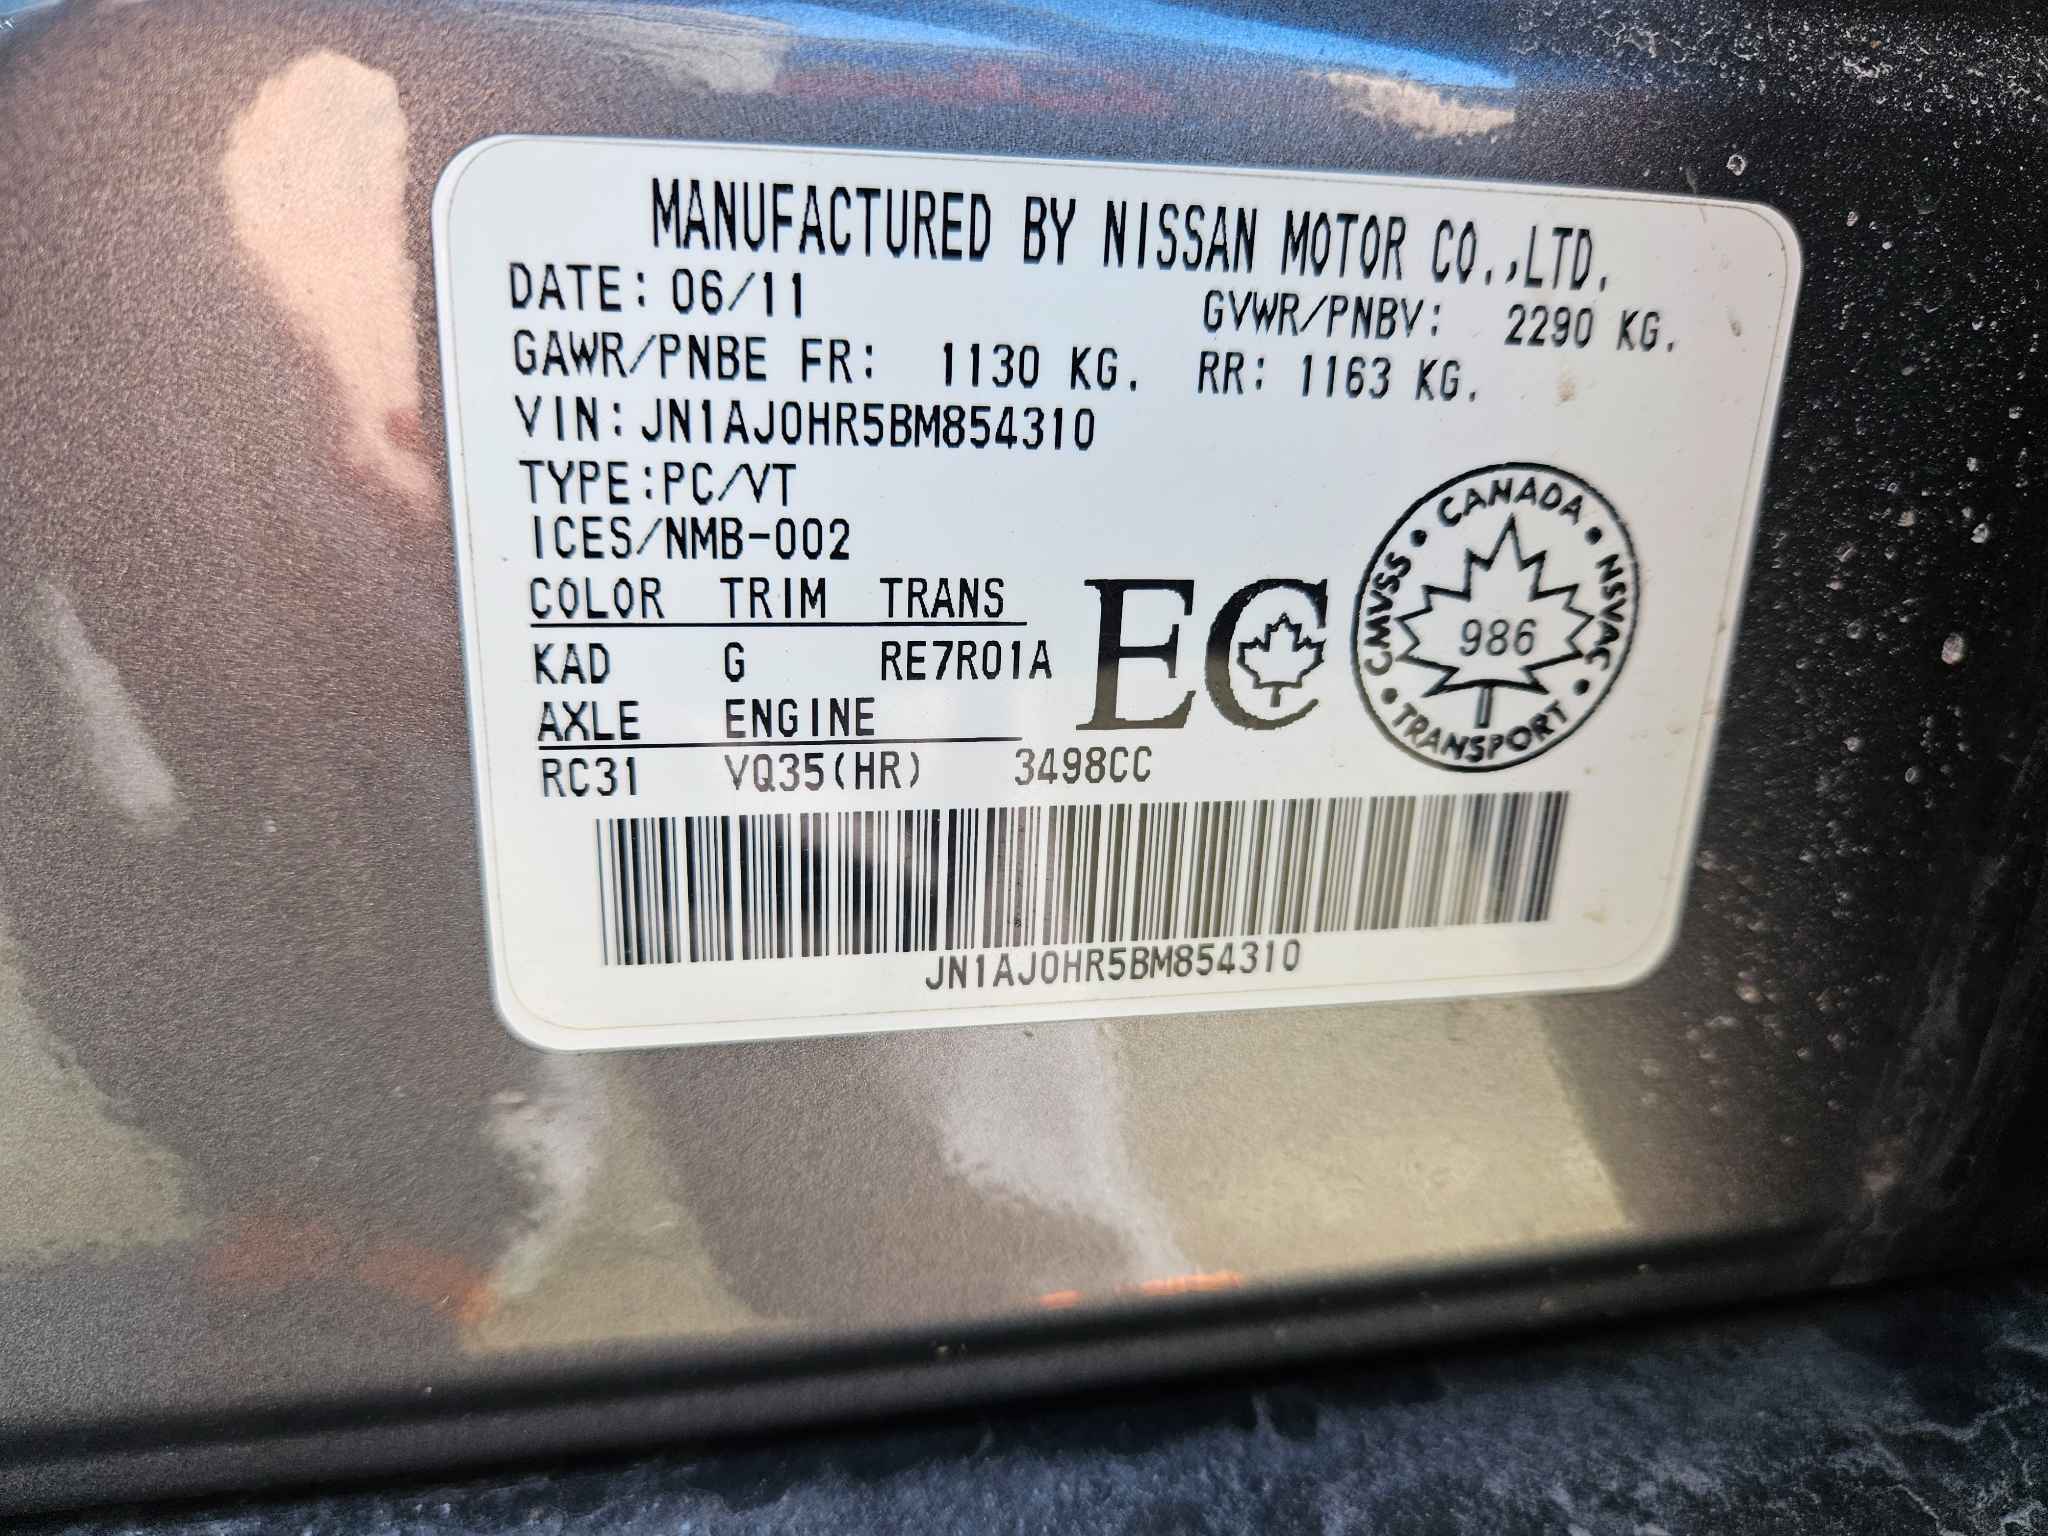 MANUFACTURED BY NISSAN MOTOR CO.,LTD.
DATE: 06/11 GVWR/PNBV: 2290 KG.
GAWR/PNBE FR: 1130 KG. RR: 1163 KG.
VIN:JN1AJ0HR5BM854310
TYPE:PC/VT
ICES/NMB-002
COLOR TRIM TRANS
KAD G RE7R01A
AXLE ENGINE
RC31 VQ35(HR) 3498CC
EC
CANADA • NSVAC • TRANSPORT • CMVSS •
986
JN1AJ0HR5BM854310